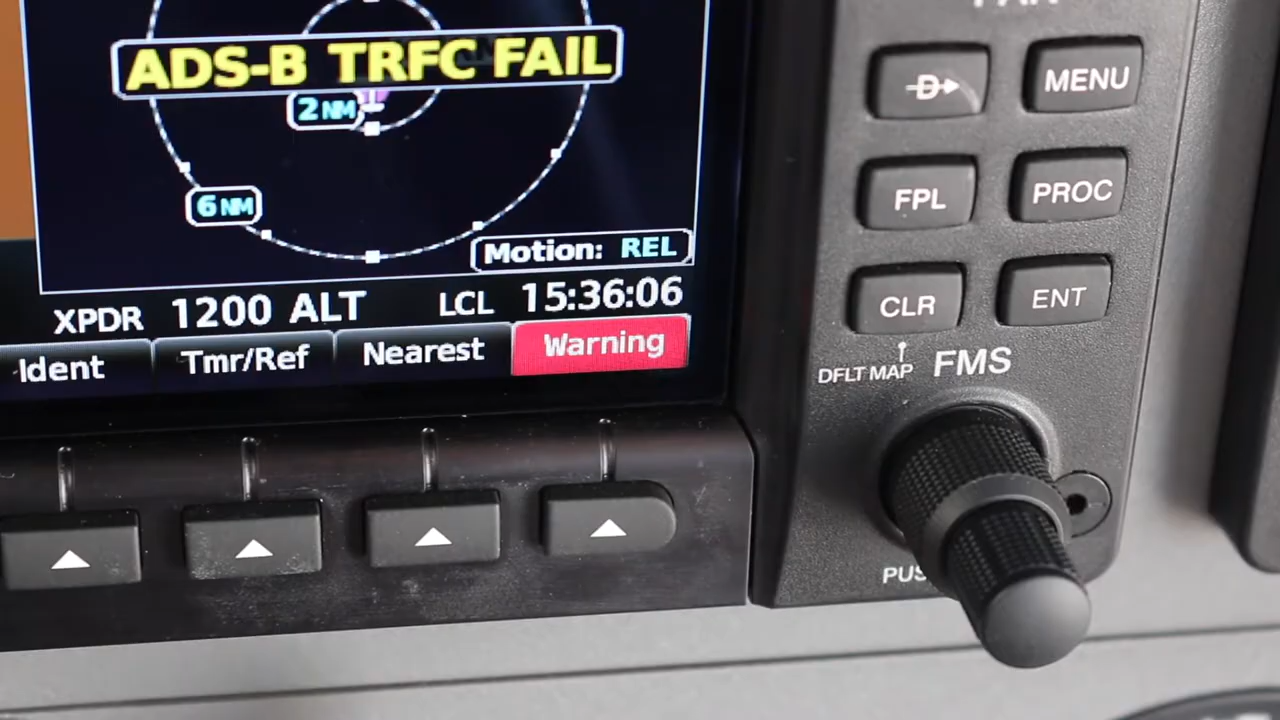 ADS-B TRFC FAIL
2NM
6NM
Motion: REL
XPDR 1200 ALT LCL 15:36:06
Ident Tmr/Ref Nearest Warning
PAN
D MENU
FPL PROC
CLR ENT
DFLT MAP FMS